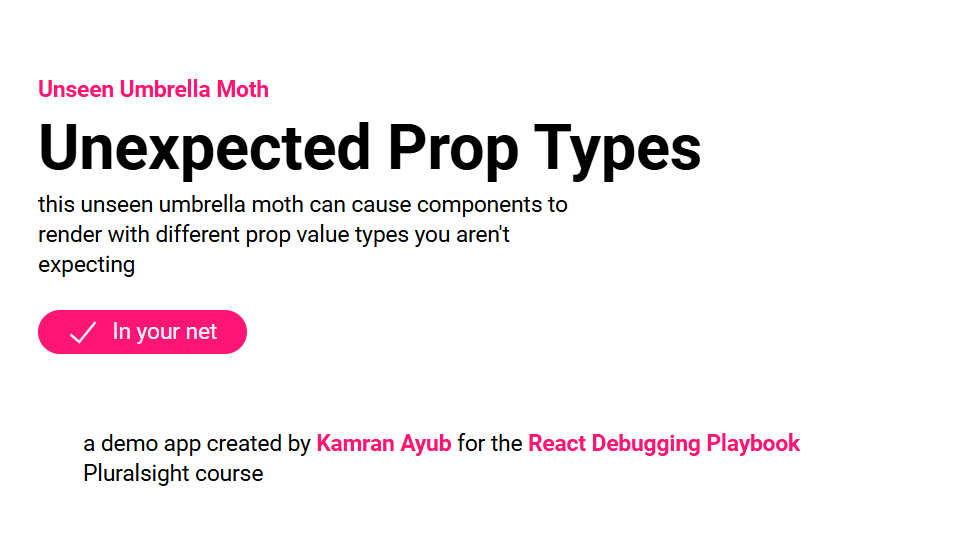 Unseen Umbrella Moth
Unexpected Prop Types
this unseen umbrella moth can cause components to
render with different prop value types you aren't
expecting
In your net
a demo app created by Kamran Ayub for the React Debugging Playbook
Pluralsight course